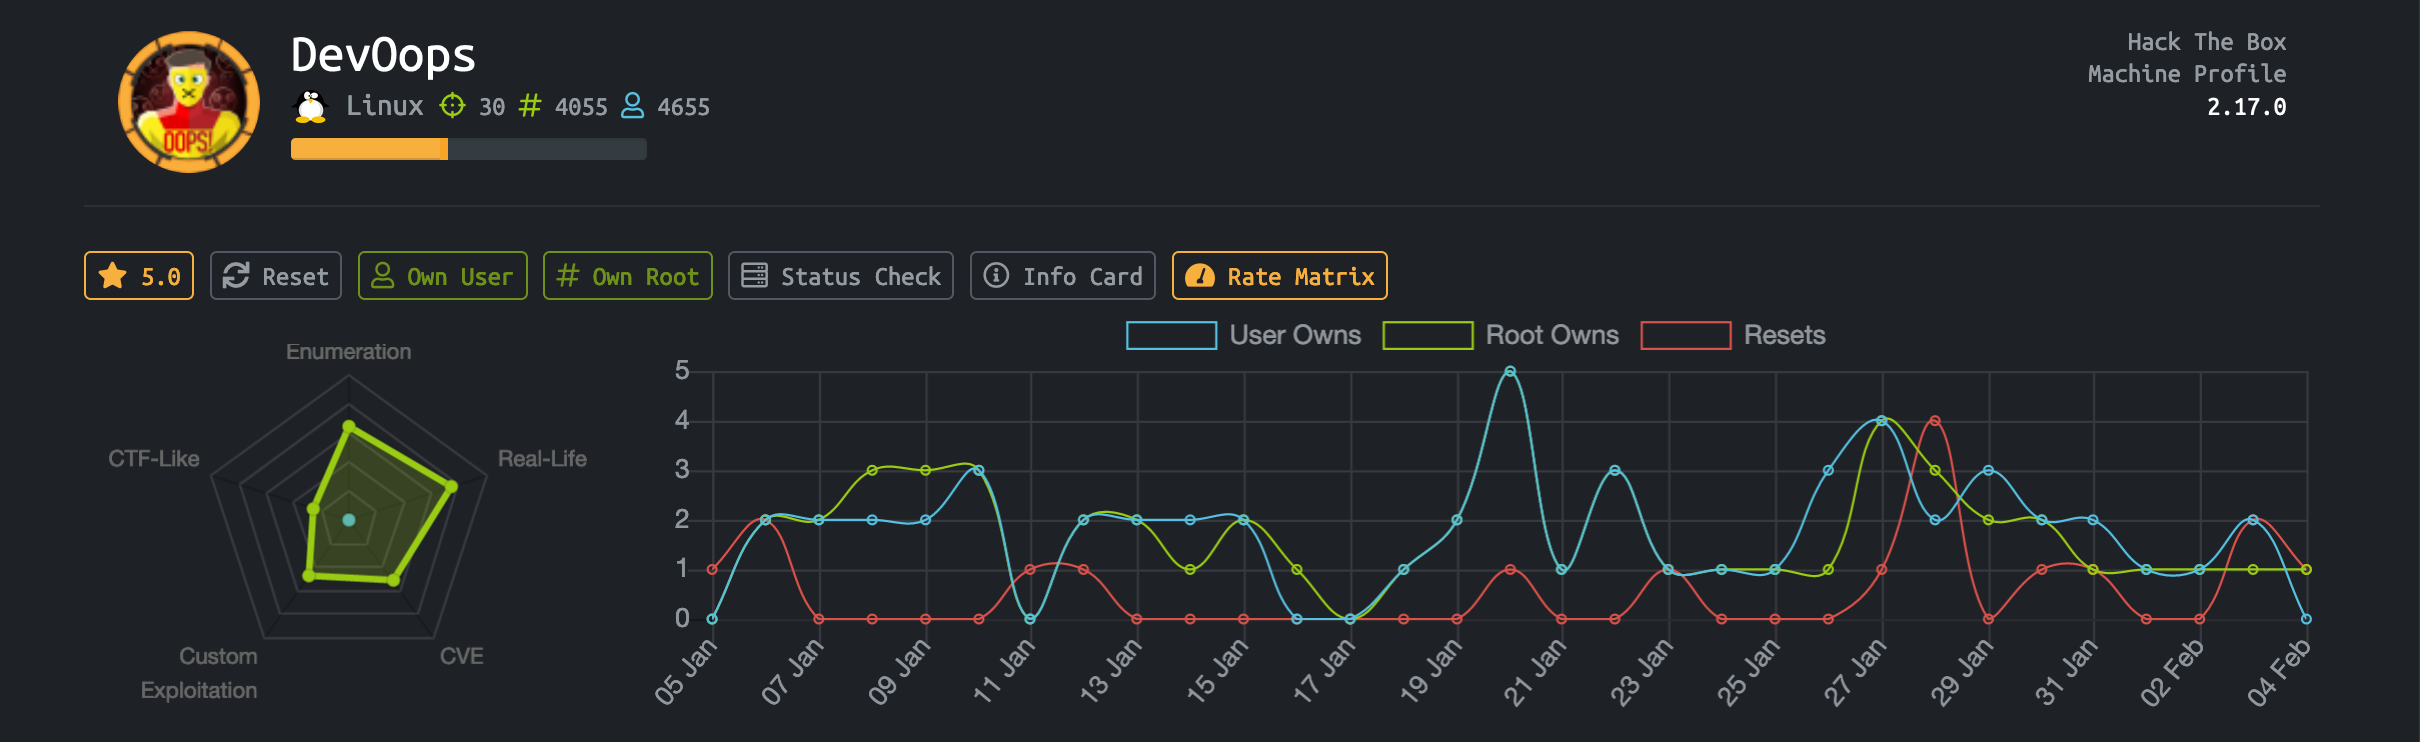 DevOops
Linux 30 # 4055 4655
Hack The Box
Machine Profile
2.17.0
OOPS!
5.0 Reset Own User # Own Root Status Check Info Card Rate Matrix
Enumeration
CTF-Like
Real-Life
Custom
Exploitation
CVE
User Owns Root Owns Resets
5
4
3
2
1
0
05 Jan 07 Jan 09 Jan 11 Jan 13 Jan 15 Jan 17 Jan 19 Jan 21 Jan 23 Jan 25 Jan 27 Jan 29 Jan 31 Jan 02 Feb 04 Feb